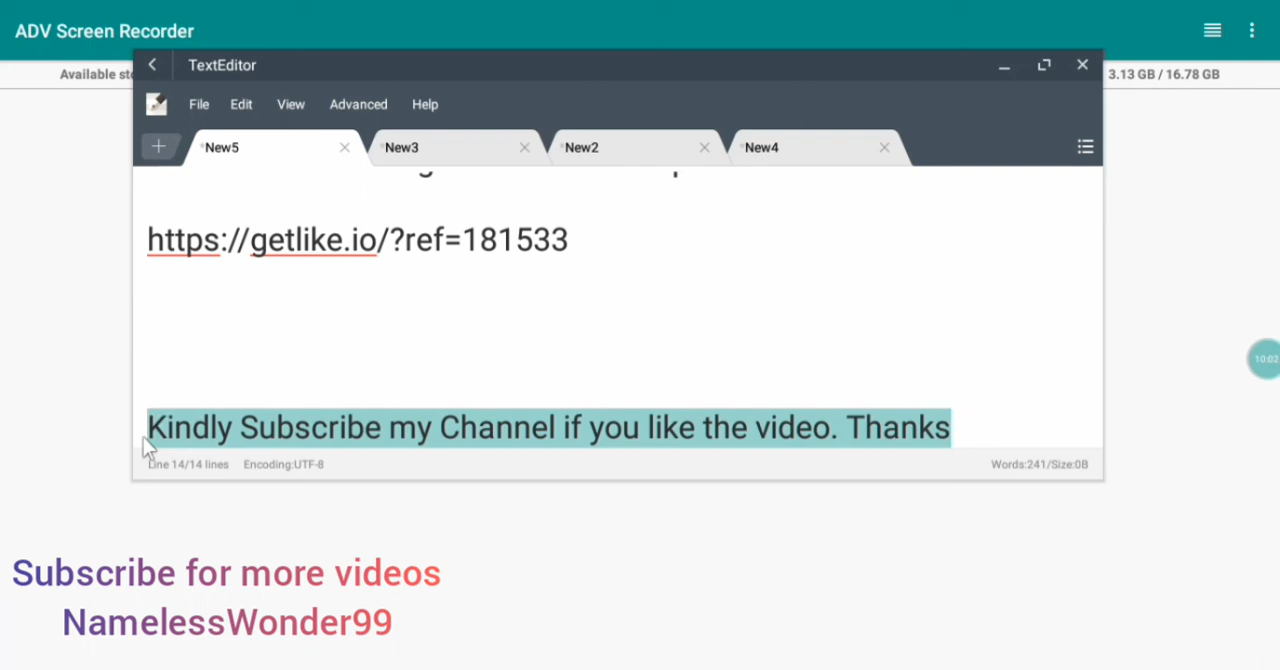 ADV Screen Recorder
Available
3.13 GB / 16.78 GB
TextEditor
File Edit View Advanced Help
*New5 *New3 *New2 *New4
https://getlike.io/?ref=181533
Kindly Subscribe my Channel if you like the video. Thanks
Line 14/14 lines Encoding:UTF-8 Words:241/Size:0B
10:02
Subscribe for more videos
NamelessWonder99